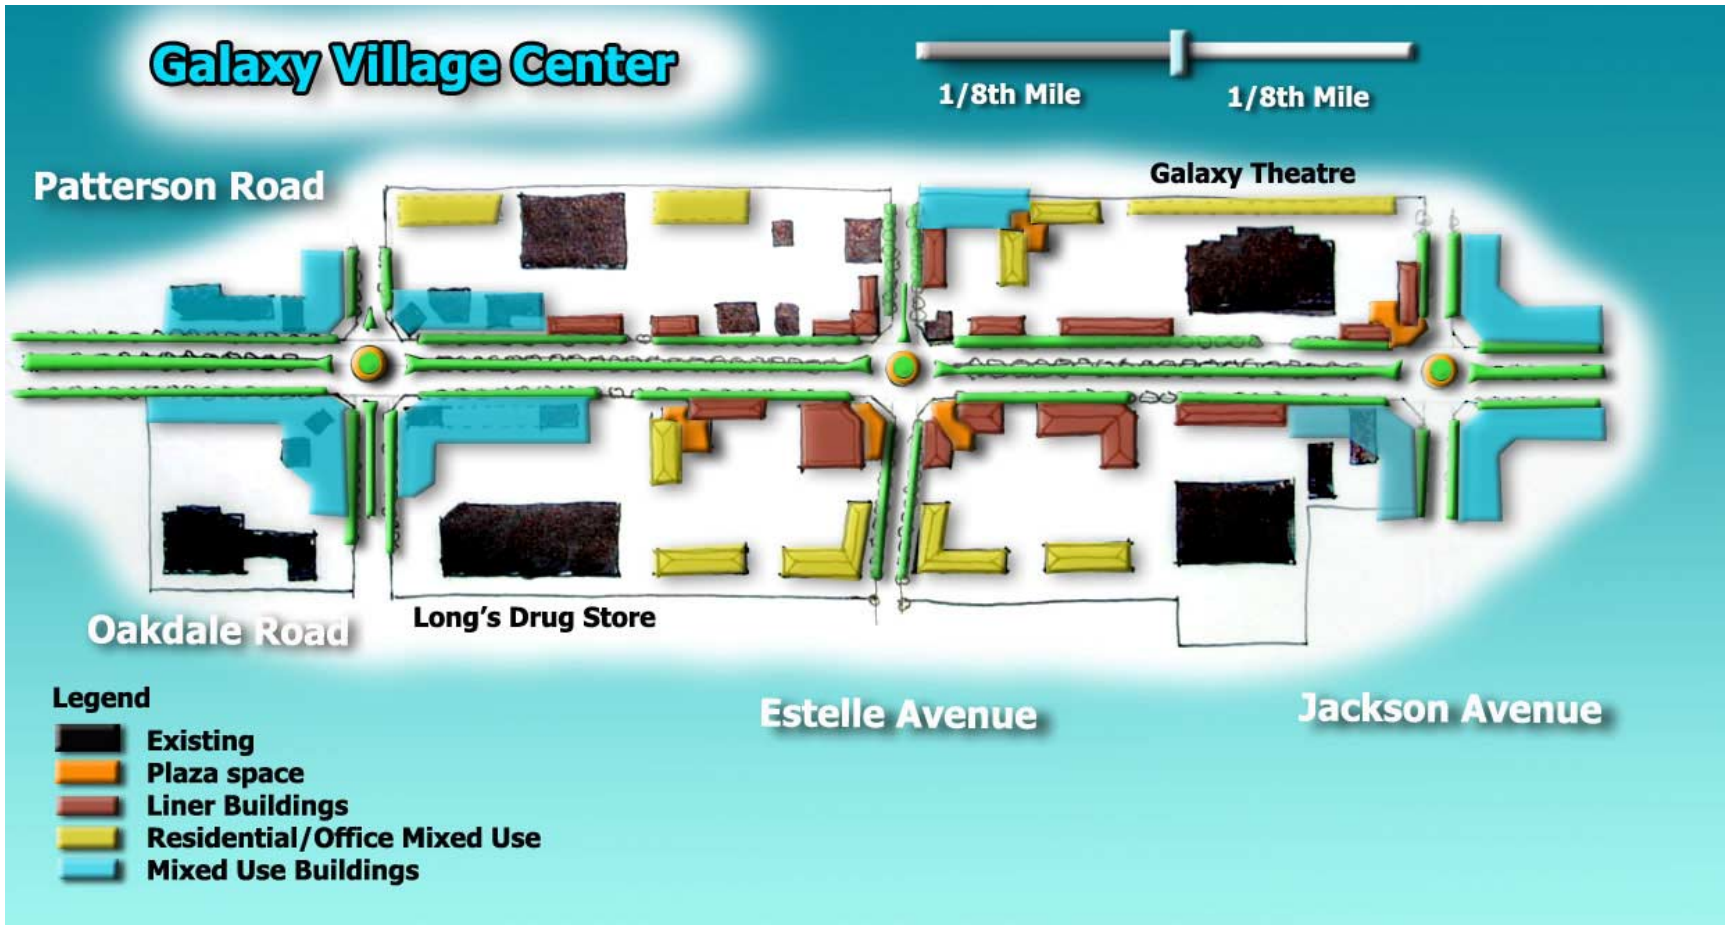 Galaxy Village Center
1/8th Mile
1/8th Mile
Patterson Road
Galaxy Theatre
Oakdale Road
Long's Drug Store
Estelle Avenue
Jackson Avenue
Legend
Existing
Plaza space
Liner Buildings
Residential/Office Mixed Use
Mixed Use Buildings